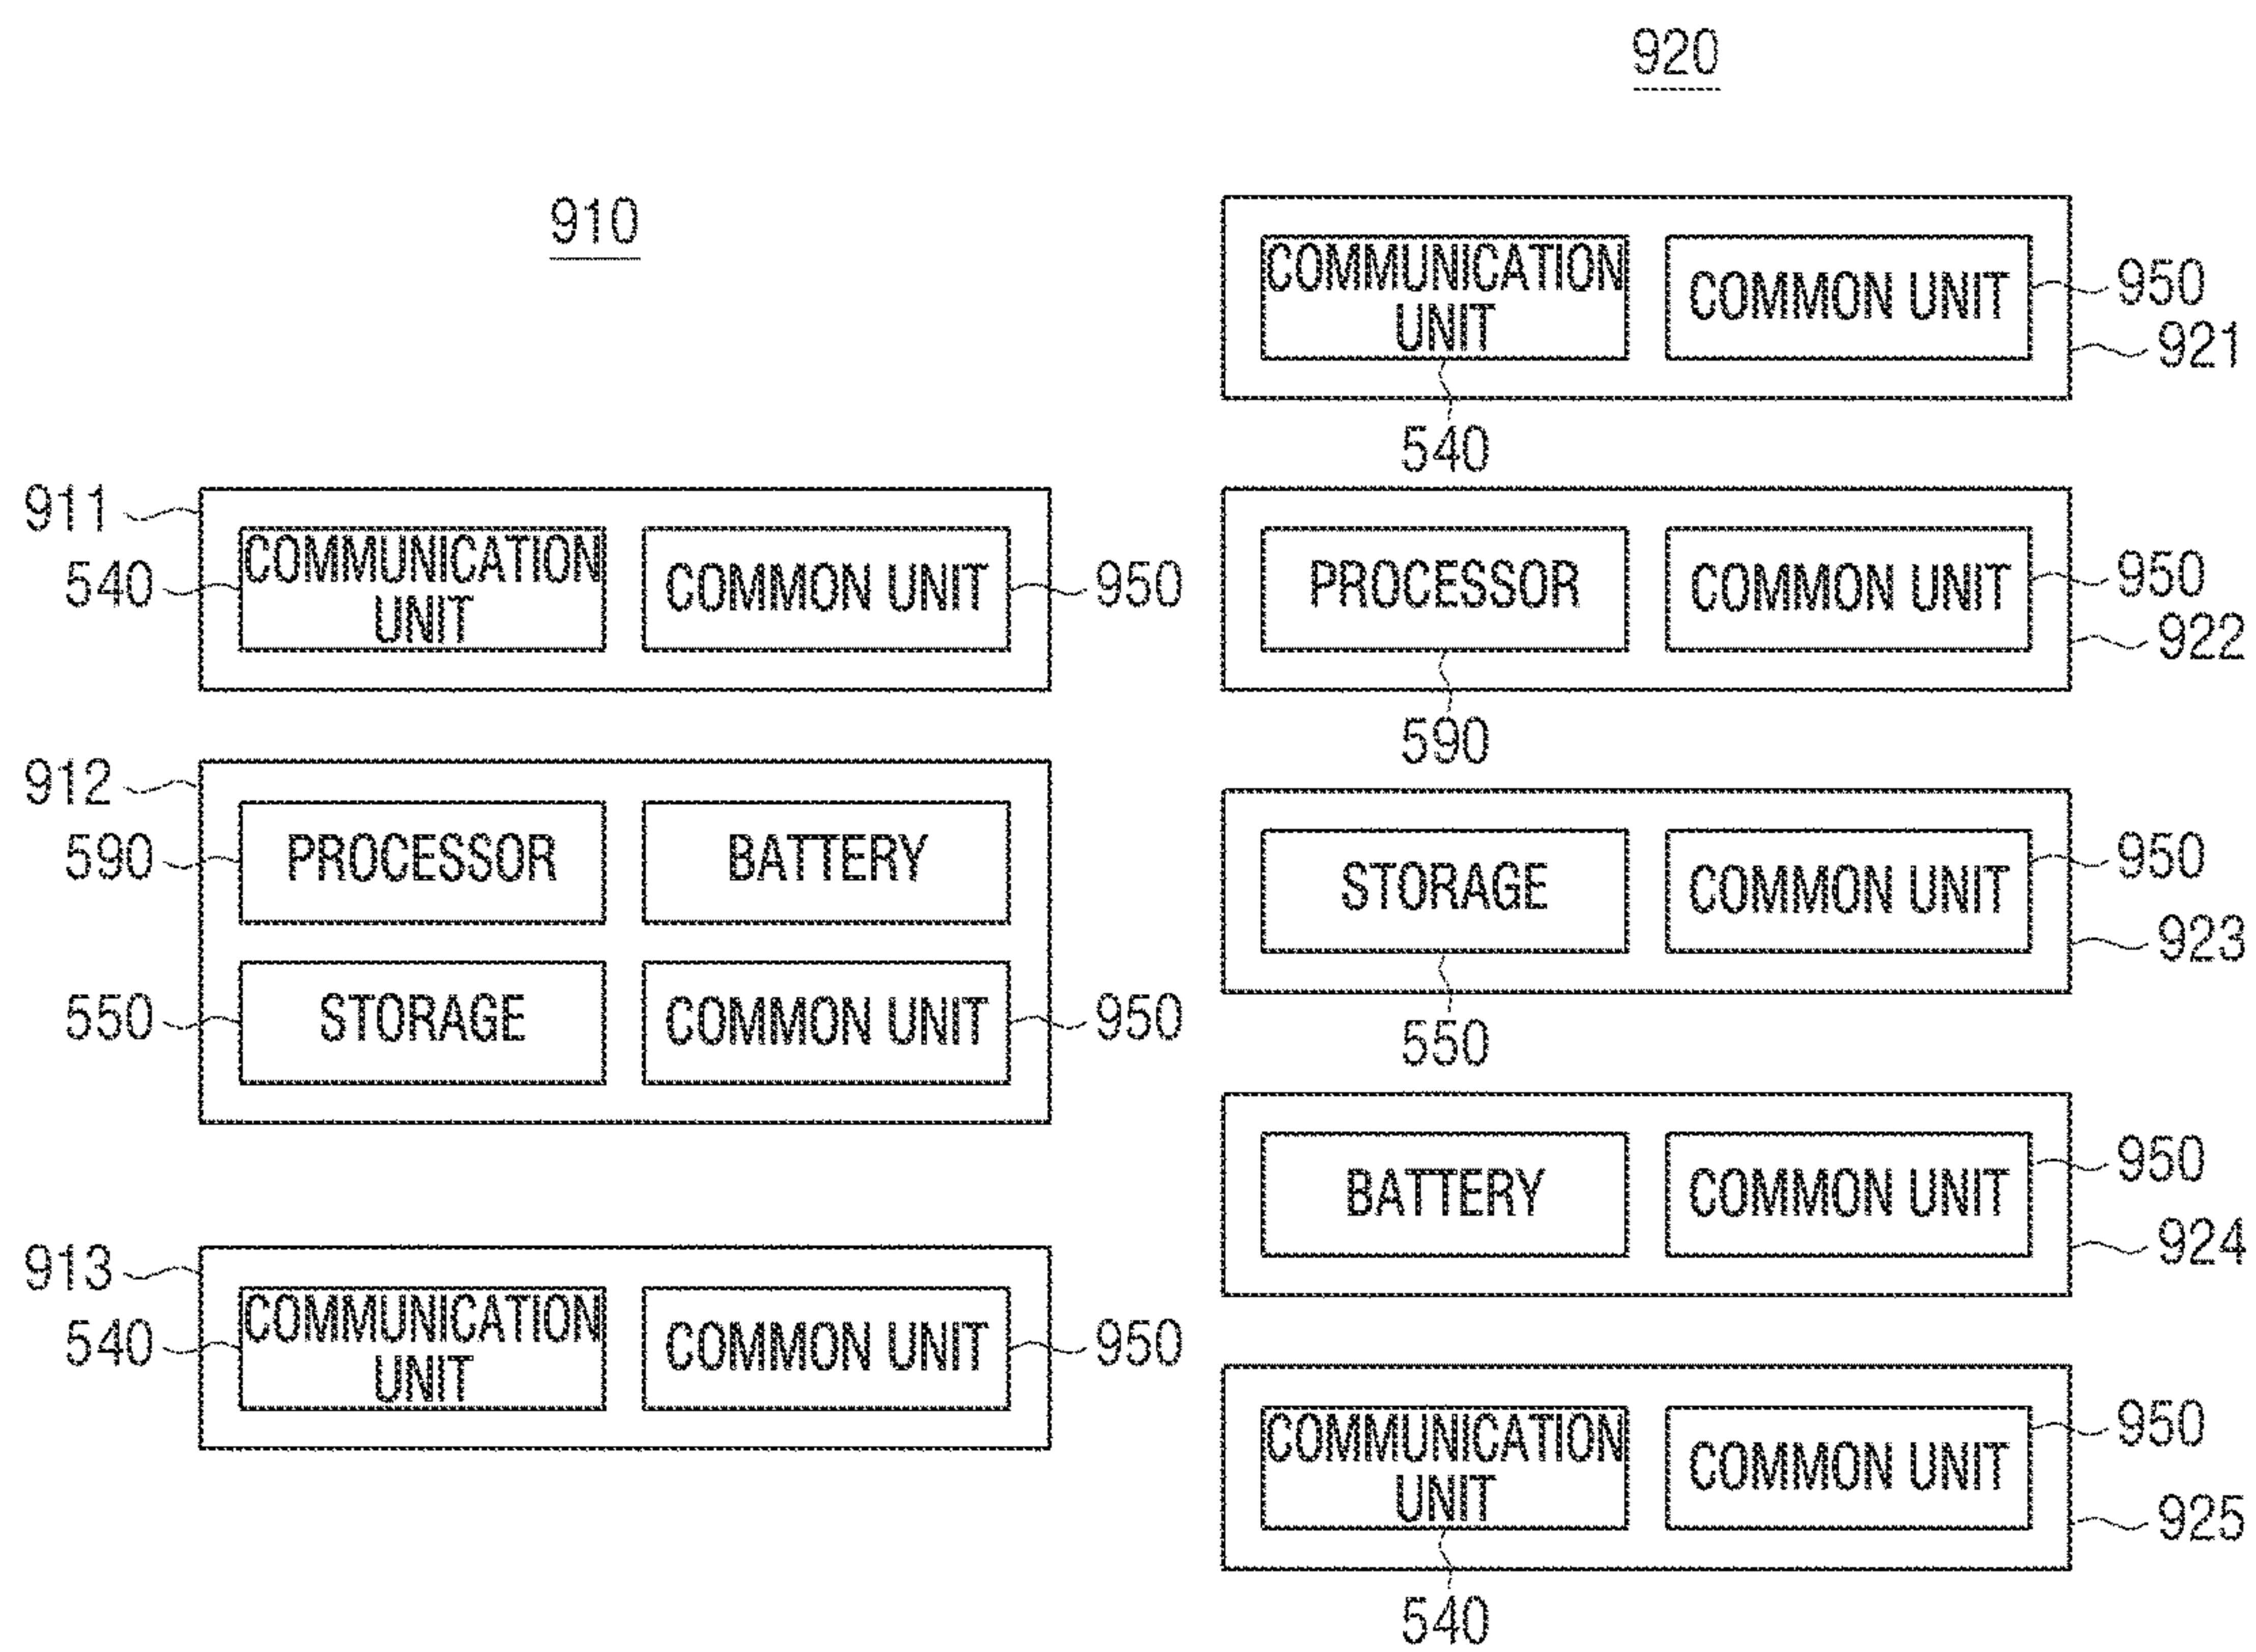 910
911
COMMUNICATION
UNIT
COMMON UNIT
540
950
912
PROCESSOR
BATTERY
590
STORAGE
COMMON UNIT
550
950
913
COMMUNICATION
UNIT
COMMON UNIT
540
950
920
COMMUNICATION
UNIT
COMMON UNIT
950
921
540
PROCESSOR
COMMON UNIT
950
922
590
STORAGE
COMMON UNIT
950
923
550
BATTERY
COMMON UNIT
950
924
COMMUNICATION
UNIT
COMMON UNIT
950
925
540